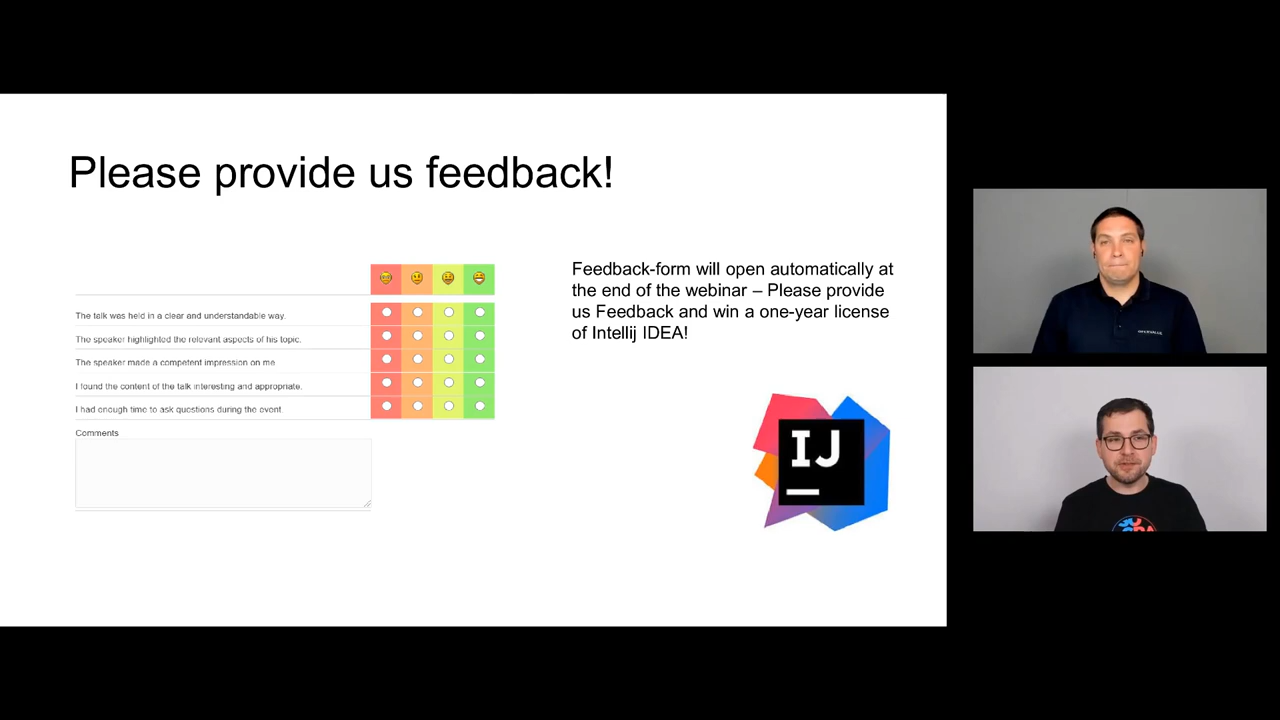 Please provide us feedback!
The talk was held in a clear and understandable way.
The speaker highlighted the relevant aspects of his topic.
The speaker made a competent impression on me
I found the content of the talk interesting and appropriate.
I had enough time to ask questions during the event
Comments
Feedback-form will open automatically at
the end of the webinar – Please provide
us Feedback and win a one-year license
of Intellij IDEA!
IJ